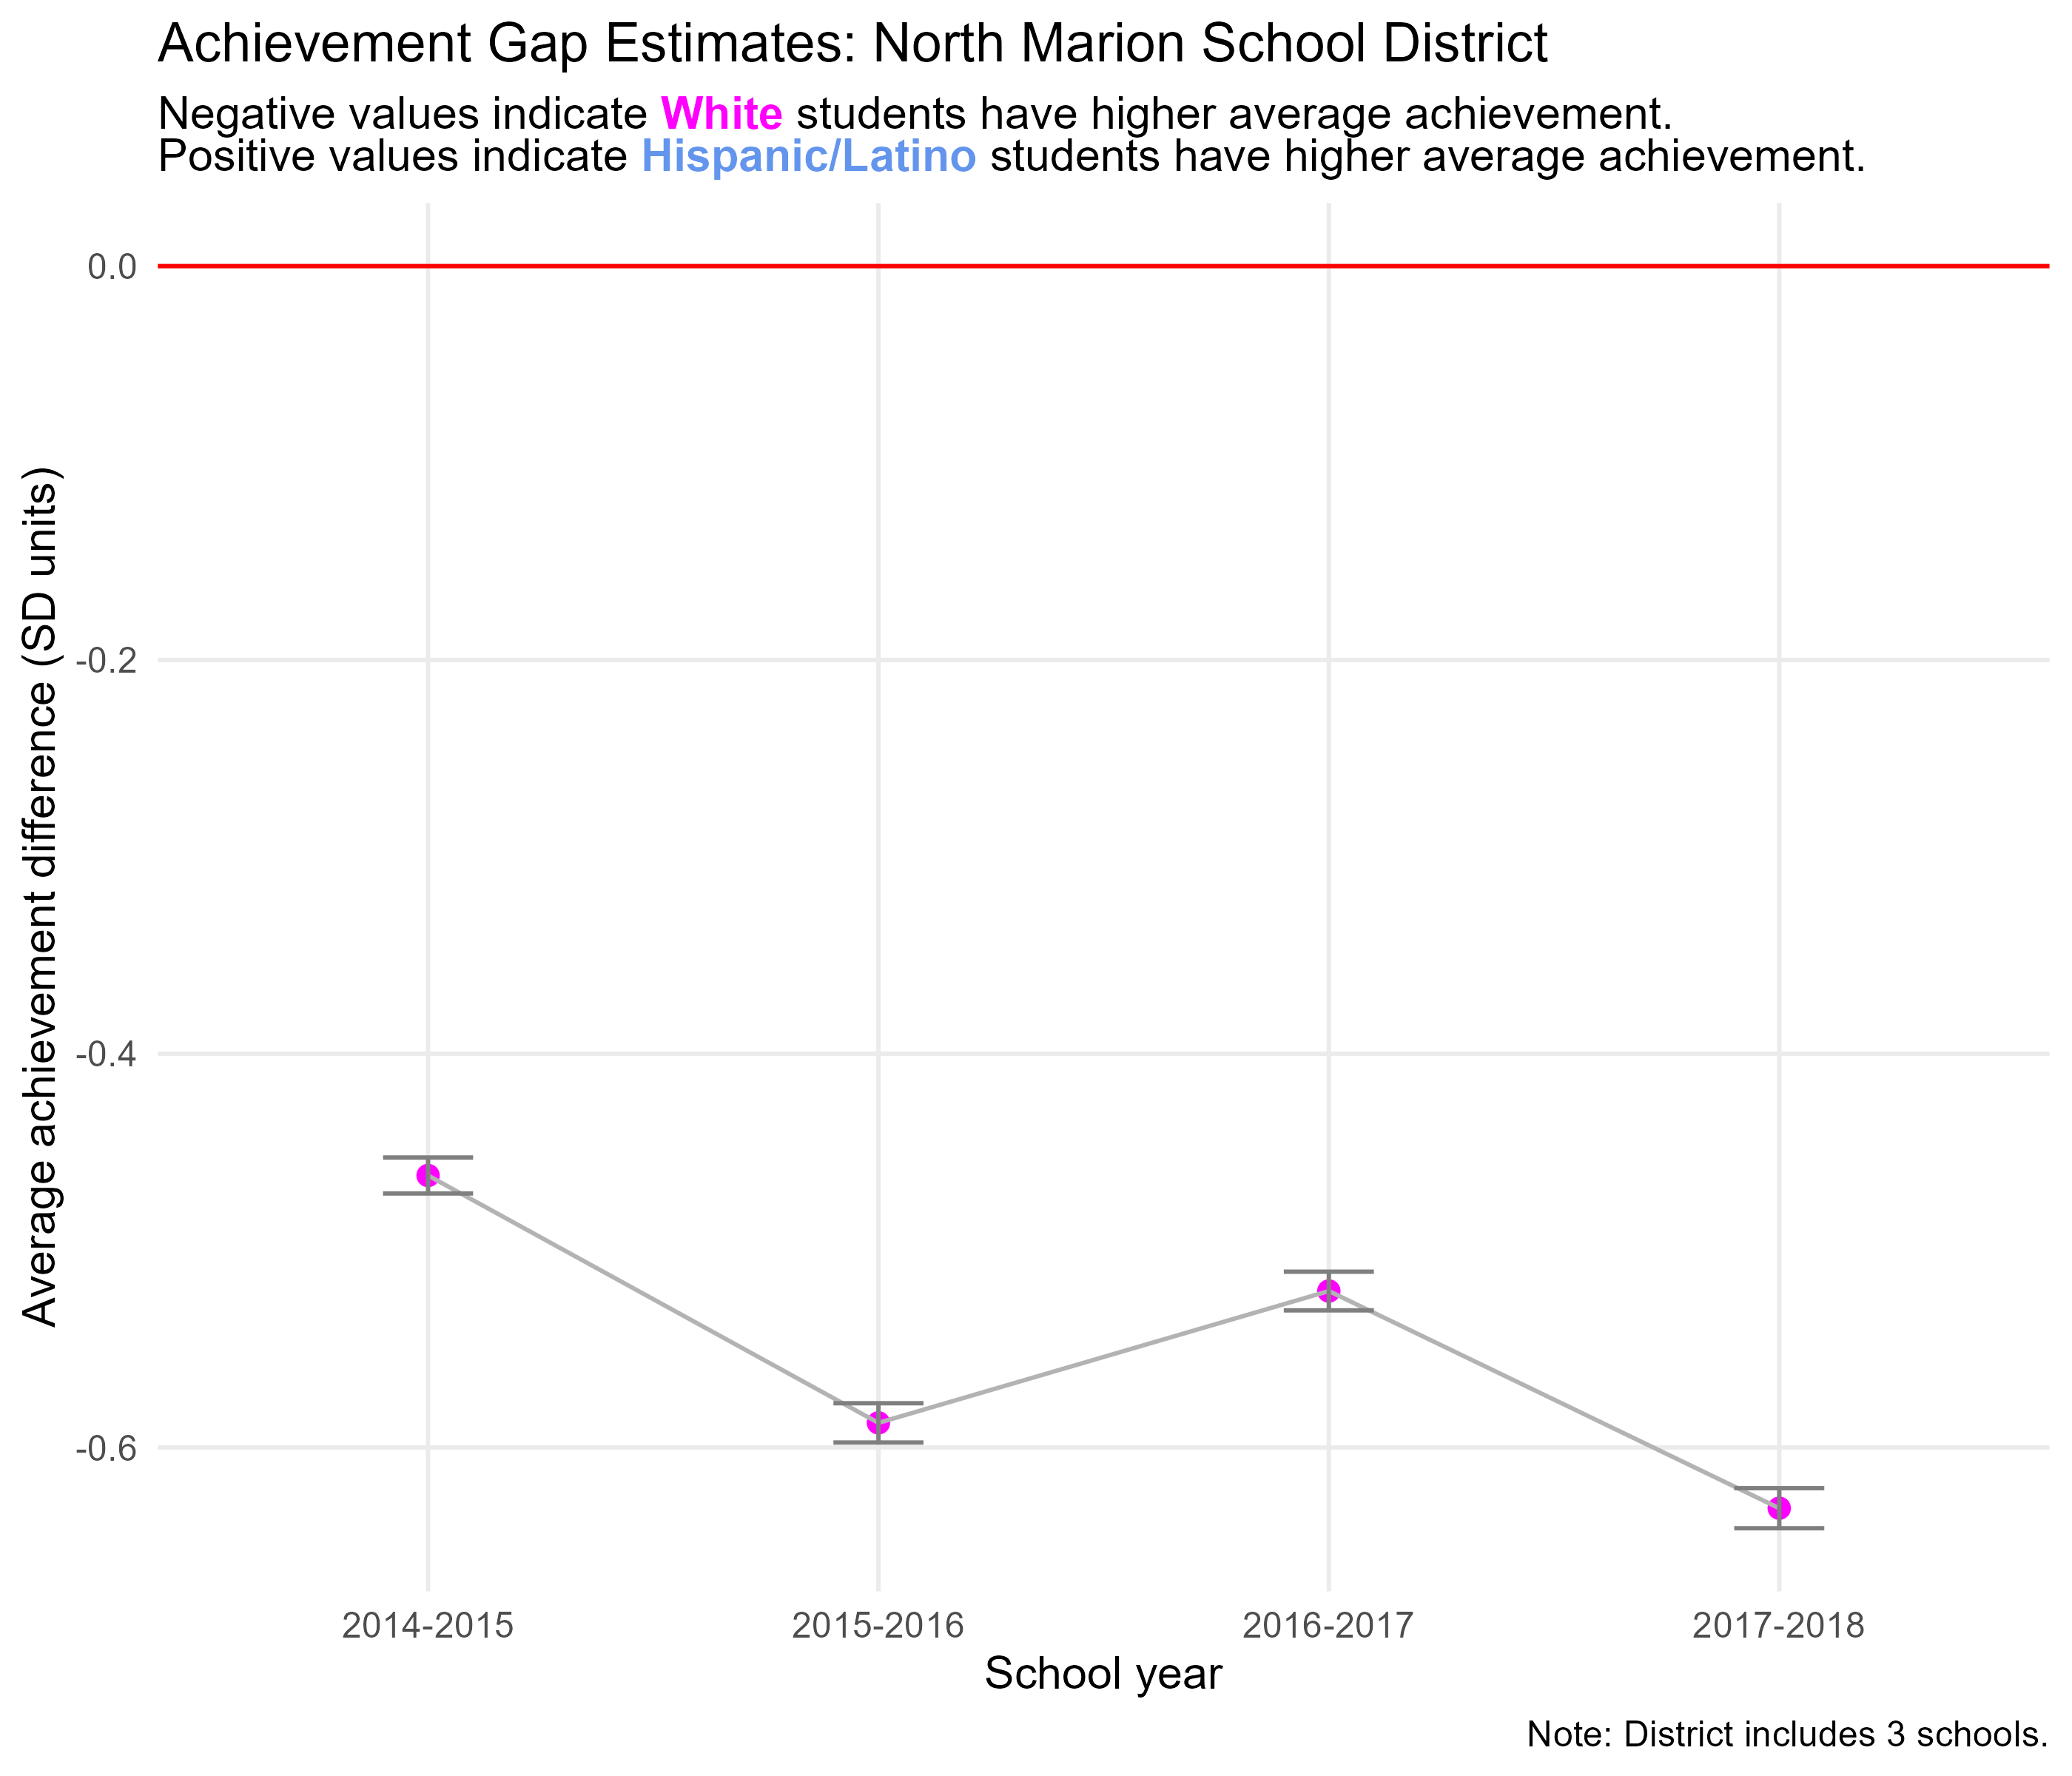 Achievement Gap Estimates: North Marion School District
Negative values indicate White students have higher average achievement.
Positive values indicate Hispanic/Latino students have higher average achievement.
Average achievement difference (SD units)
0.0
-0.2
-0.4
-0.6
2014-2015
2015-2016
2016-2017
2017-2018
School year
Note: District includes 3 schools.